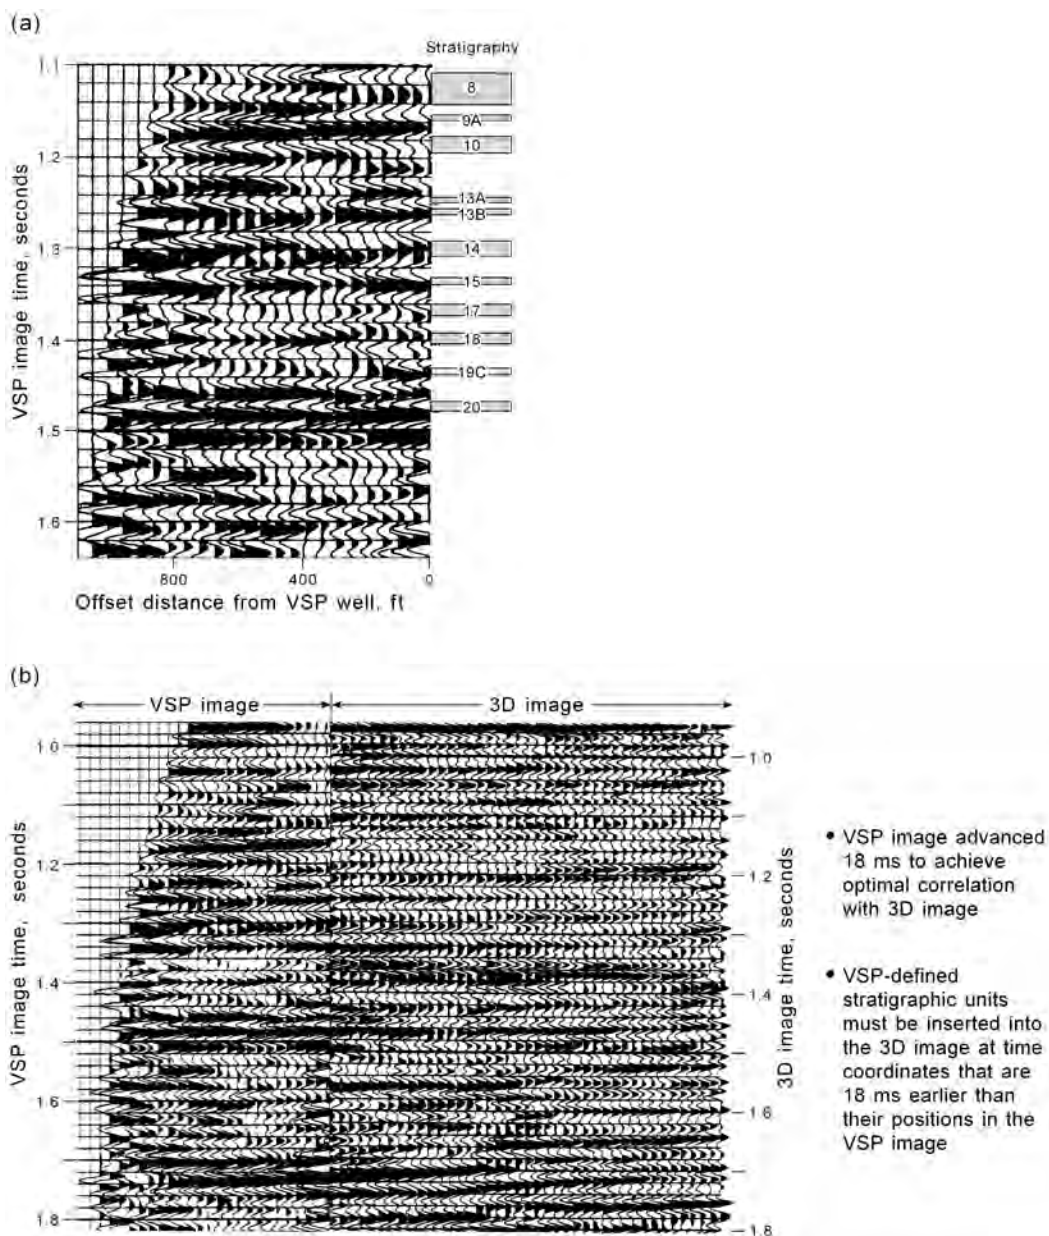 (a)
Stratigraphy
1.1
8
9A
10
1.2
13A
13B
14
1.3
15
17
18
1.4
19C
20
1.5
1.6
VSP image time, seconds
800 400 0
Offset distance from VSP well, ft
(b)
VSP image 3D image
1.0
1.2
1.4
1.6
1.8
VSP image time, seconds
1.0
1.2
1.4
1.6
1.8
3D image time, seconds
• VSP image advanced
18 ms to achieve
optimal correlation
with 3D image
• VSP-defined
stratigraphic units
must be inserted into
the 3D image at time
coordinates that are
18 ms earlier than
their positions in the
VSP image